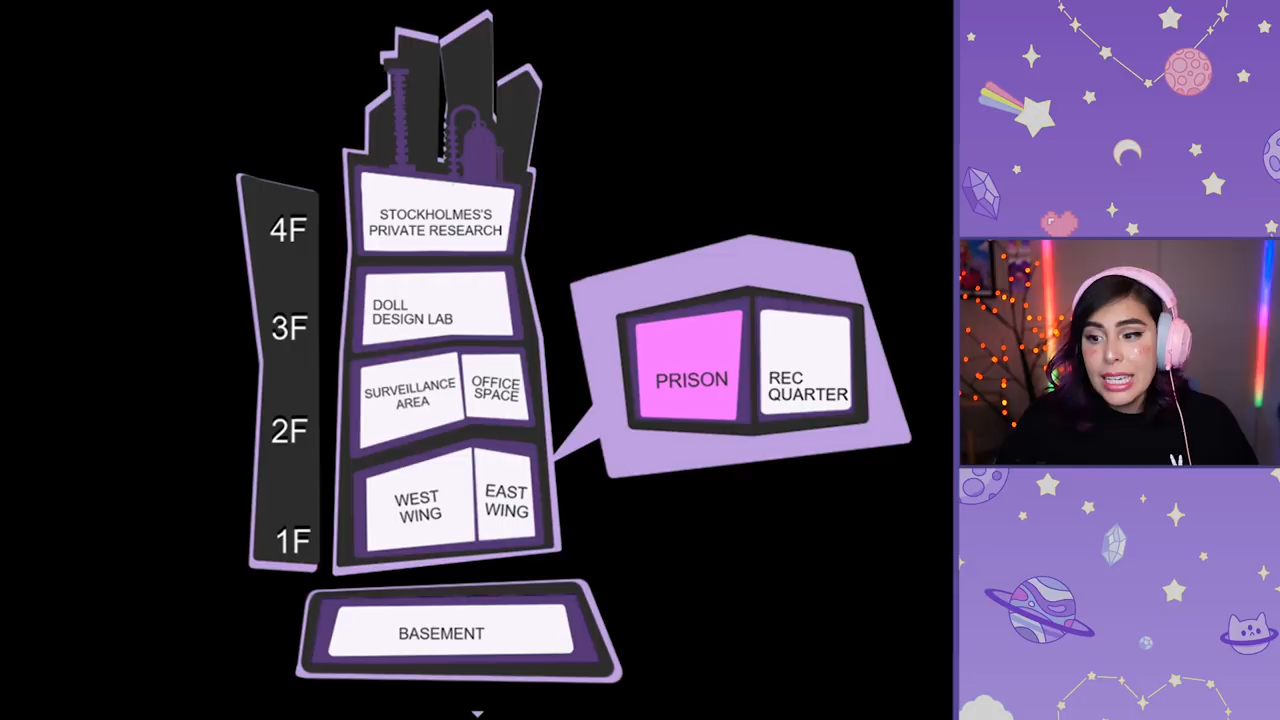 4F
STOCKHOLMES'S
PRIVATE RESEARCH
3F
DOLL
DESIGN LAB
2F
SURVEILLANCE
AREA
OFFICE
SPACE
1F
WEST
WING
EAST
WING
PRISON
REC
QUARTER
BASEMENT